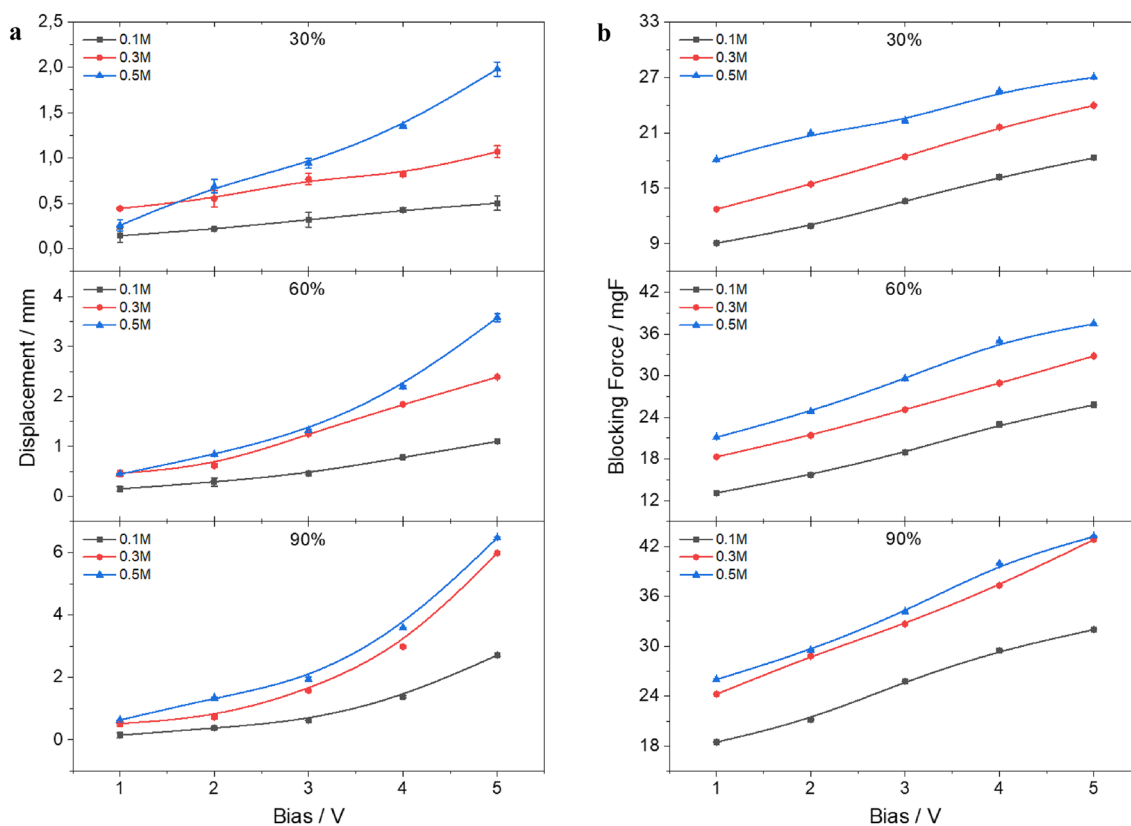 a
Displacement / mm
30%
0.1M
0.3M
0.5M
2,5
2,0
1,5
1,0
0,5
0,0
60%
0.1M
0.3M
0.5M
4
3
2
1
0
90%
0.1M
0.3M
0.5M
6
4
2
0
1 2 3 4 5
Bias / V
b
Blocking Force / mgF
30%
0.1M
0.3M
0.5M
33
27
21
15
9
60%
0.1M
0.3M
0.5M
42
36
30
24
18
12
90%
0.1M
0.3M
0.5M
42
36
30
24
18
1 2 3 4 5
Bias / V